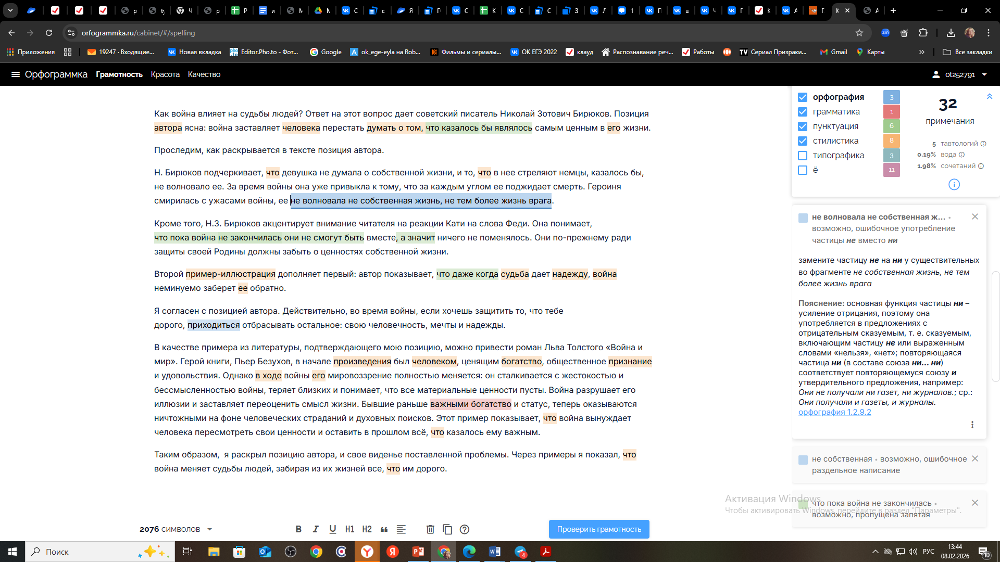 р
ту
Ч
р
Р
и
М
М
С
с
Я
Г
С
К
С
С
З
Л
1
П
ш
Ч
Г
К
А
Г
К
А
orfogrammka.ru/cabinet/#/spelling
Приложения
19247 · Входящие...
Новая вкладка
Editor.Pho.to - Фот...
Google
ok_ege-eyla на Rob...
Фильмы и сериалы...
ОК ЕГЭ 2022
клауд
Распознавание реч...
Работы
Сериал Призраки...
Gmail
Карты
»
Все закладки
Орфограммка Грамотность Красота Качество
ot252791
Как война влияет на судьбы людей? Ответ на этот вопрос дает советский писатель Николай Зотович Бирюков. Позиция
автора ясна: война заставляет человека перестать думать о том, что казалось бы являлось самым ценным в его жизни.
Проследим, как раскрывается в тексте позиция автора.
Н. Бирюков подчеркивает, что девушка не думала о собственной жизни, и то, что в нее стреляют немцы, казалось бы,
не волновало ее. За время войны она уже привыкла к тому, что за каждым углом ее поджидает смерть. Героиня
смирилась с ужасами войны, ее не волновала не собственная жизнь, не тем более жизнь врага.
Кроме того, Н.З. Бирюков акцентирует внимание читателя на реакции Кати на слова Феди. Она понимает,
что пока война не закончилась они не смогут быть вместе, а значит ничего не поменялось. Они по-прежнему ради
защиты своей Родины должны забыть о ценностях собственной жизни.
Второй пример-иллюстрация дополняет первый: автор показывает, что даже когда судьба дает надежду, война
неминуемо заберет ее обратно.
Я согласен с позицией автора. Действительно, во время войны, если хочешь защитить то, что тебе
дорого, приходиться отбрасывать остальное: свою человечность, мечты и надежды.
В качестве примера из литературы, подтверждающего мою позицию, можно привести роман Льва Толстого «Война и
мир». Герой книги, Пьер Безухов, в начале произведения был человеком, ценящим богатство, общественное признание
и удовольствия. Однако в ходе войны его мировоззрение полностью меняется: он сталкивается с жестокостью и
бессмысленностью войны, теряет близких и понимает, что все материальные ценности пусты. Война разрушает его
иллюзии и заставляет переоценить смысл жизни. Бывшие раньше важными богатство и статус, теперь оказываются
ничтожными на фоне человеческих страданий и духовных поисков. Этот пример показывает, что война вынуждает
человека пересмотреть свои ценности и оставить в прошлом всё, что казалось ему важным.
Таким образом,  я раскрыл позицию автора, и свое виденье поставленной проблемы. Через примеры я показал, что
война меняет судьбы людей, забирая из их жизней все, что им дорого.
2076 символов
B I U H1 H2
Проверить грамотность
орфография 3
грамматика 1
пунктуация 6
стилистика 8
типографика 3
ё 11
32
примечания
5 тавтологий
0.19% вода
1.98% сочетаний
не волновала не собственная ж... •
возможно, ошибочное употребление
частицы не вместо ни
замените частицу не на ни у существительных
во фрагменте не собственная жизнь, не тем
более жизнь врага
Пояснение: основная функция частицы ни –
усиление отрицания, поэтому она
употребляется в предложениях с
отрицательным сказуемым, т. е. сказуемым,
включающим частицу не или выраженным
словами «нельзя», «нет»; повторяющаяся
частица ни (в составе союза ни... ни)
соответствует повторяющемуся союзу и
утвердительного предложения, например:
Они не получали ни газет, ни журналов.; ср.:
Они получали и газеты, и журналы.
орфография 1.2.9.2
не собственная • возможно, ошибочное
раздельное написание
что пока война не закончилась •
возможно, пропущена запятая
Активация Windows
Чтобы активировать Windows, перейдите в раздел "Параметры".
Поиск
4
РУС
13:44
08.02.2026
10